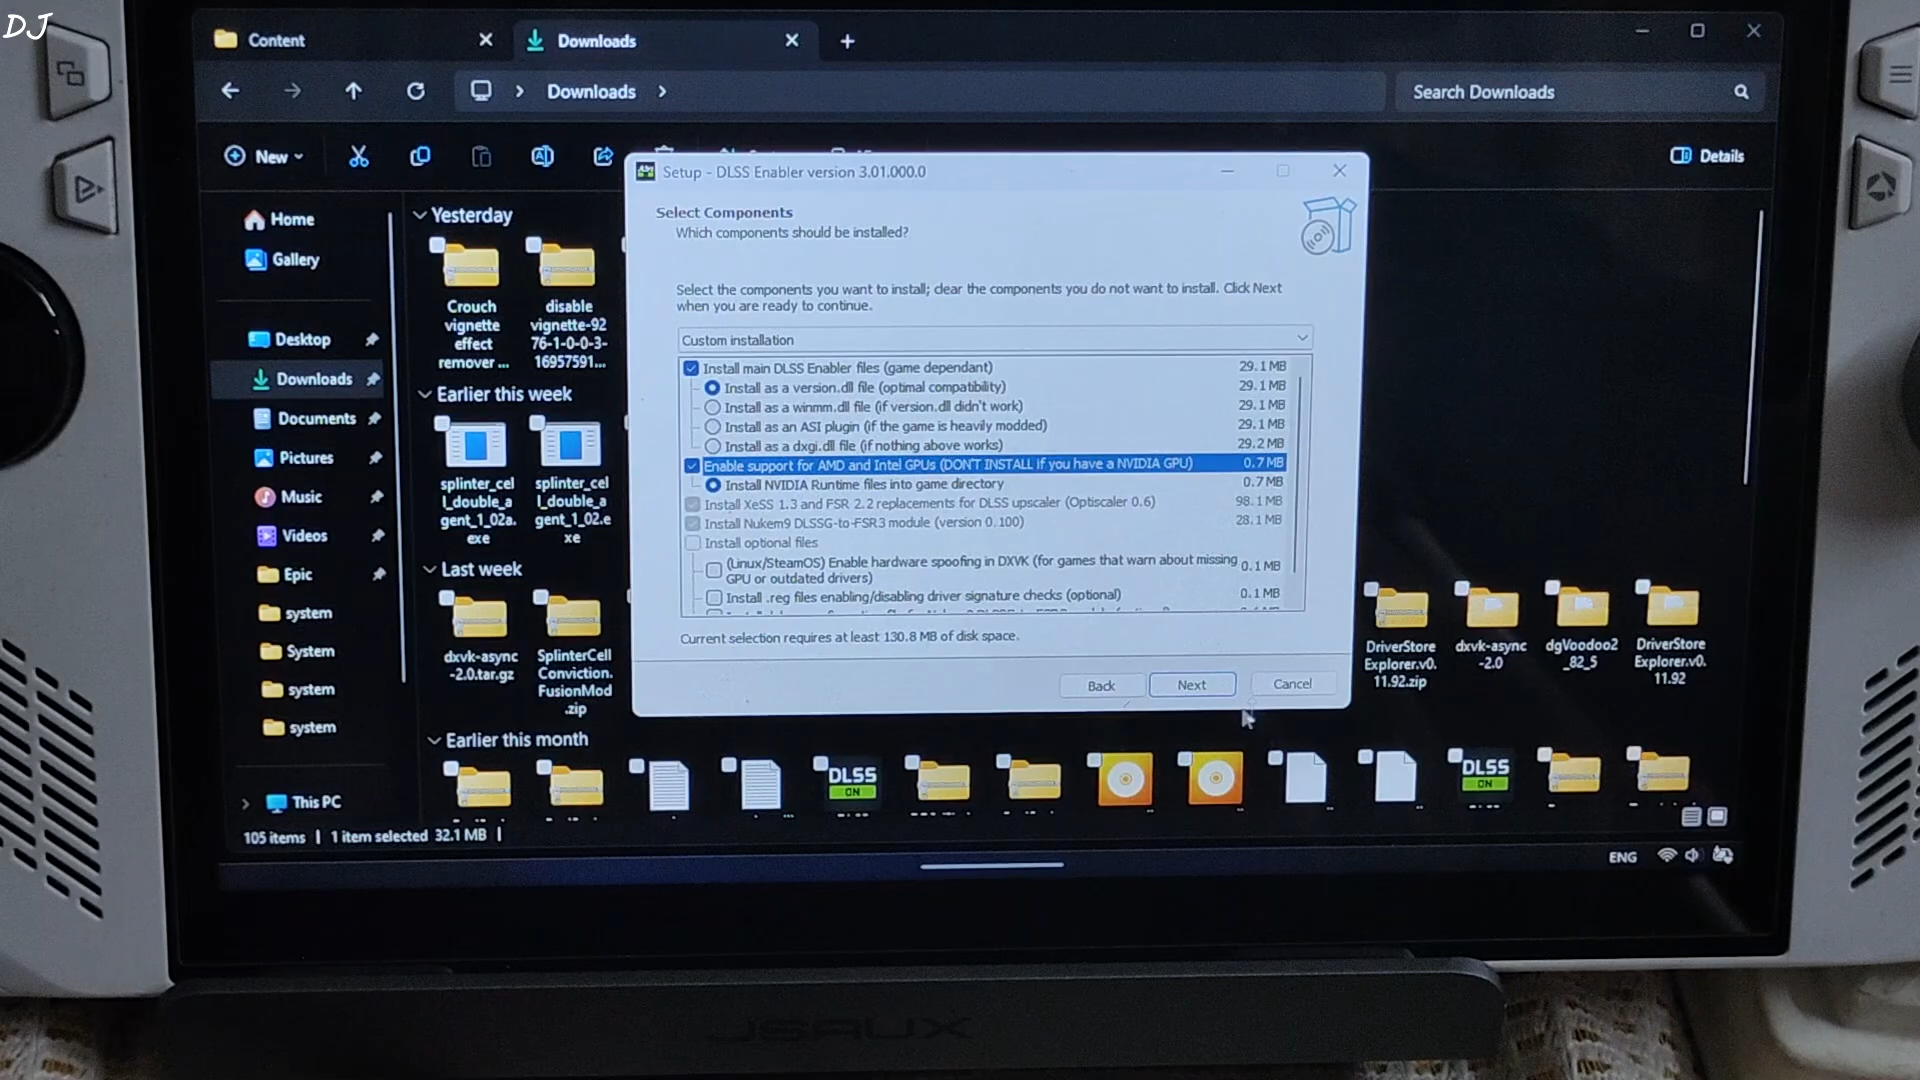 DJ
Content
Downloads
Downloads
Search Downloads
New
Details
Setup - DLSS Enabler version 3.01.000.0
Select Components
Which components should be installed?
Select the components you want to install; clear the components you do not want to install. Click Next
when you are ready to continue.
Custom installation
Install main DLSS Enabler files (game dependant) 29.1 MB
Install as a version.dll file (optimal compatibility) 29.1 MB
Install as a winmm.dll file (if version.dll didn't work) 29.1 MB
Install as an ASI plugin (if the game is heavily modded) 29.1 MB
Install as a dxgi.dll file (if nothing above works) 29.2 MB
Enable support for AMD and Intel GPUs (DON'T INSTALL if you have a NVIDIA GPU) 0.7 MB
Install NVIDIA Runtime files into game directory 0.7 MB
Install XeSS 1.3 and FSR 2.2 replacements for DLSS upscaler (Optiscaler 0.6) 98.1 MB
Install Nukem9 DLSSG-to-FSR3 module (version 0.100) 28.1 MB
Install optional files
(Linux/SteamOS) Enable hardware spoofing in DXVK (for games that warn about missing 0.1 MB
GPU or outdated drivers)
Install .reg files enabling/disabling driver signature checks (optional) 0.1 MB
Current selection requires at least 130.8 MB of disk space.
Back
Next
Cancel
Home
Gallery
Desktop
Downloads
Documents
Pictures
Music
Videos
Epic
system
System
system
system
This PC
Yesterday
Crouch
vignette
effect
remover ...
disable
vignette-92
76-1-0-0-3-
16957591...
Earlier this week
splinter_cel
l_double_a
gent_1_02a.
exe
splinter_cel
l_double_a
gent_1_02.e
xe
Last week
dxvk-async
-2.0.tar.gz
SplinterCell
Conviction.
FusionMod
.zip
DriverStore
Explorer.v0.
11.92.zip
dxvk-async
-2.0
dgVoodoo2
_82_5
DriverStore
Explorer.v0.
11.92
Earlier this month
DLSS
ON
DLSS
ON
105 items
1 item selected 32.1 MB
ENG
JSAUX